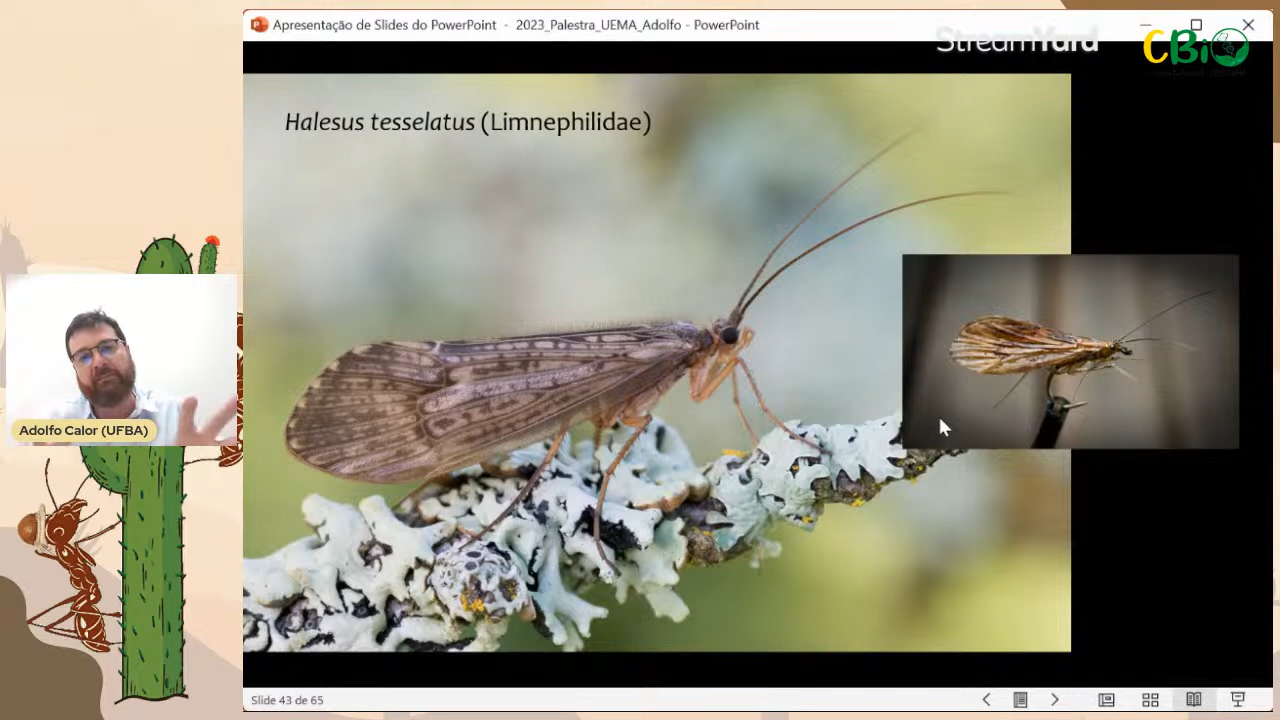 Apresentação de Slides do PowerPoint - 2023_Palestra_UEMA_Adolfo - PowerPoint
StreamYard
CBiO
Halesus tesselatus (Limnephilidae)
Adolfo Calor (UFBA)
Slide 43 de 65